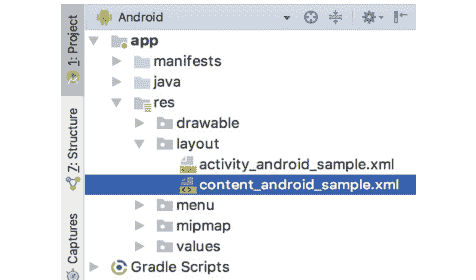 Android
1: Project
app
manifests
java
res
drawable
Z: Structure
layout
activity_android_sample.xml
content_android_sample.xml
Captures
menu
mipmap
values
Gradle Scripts